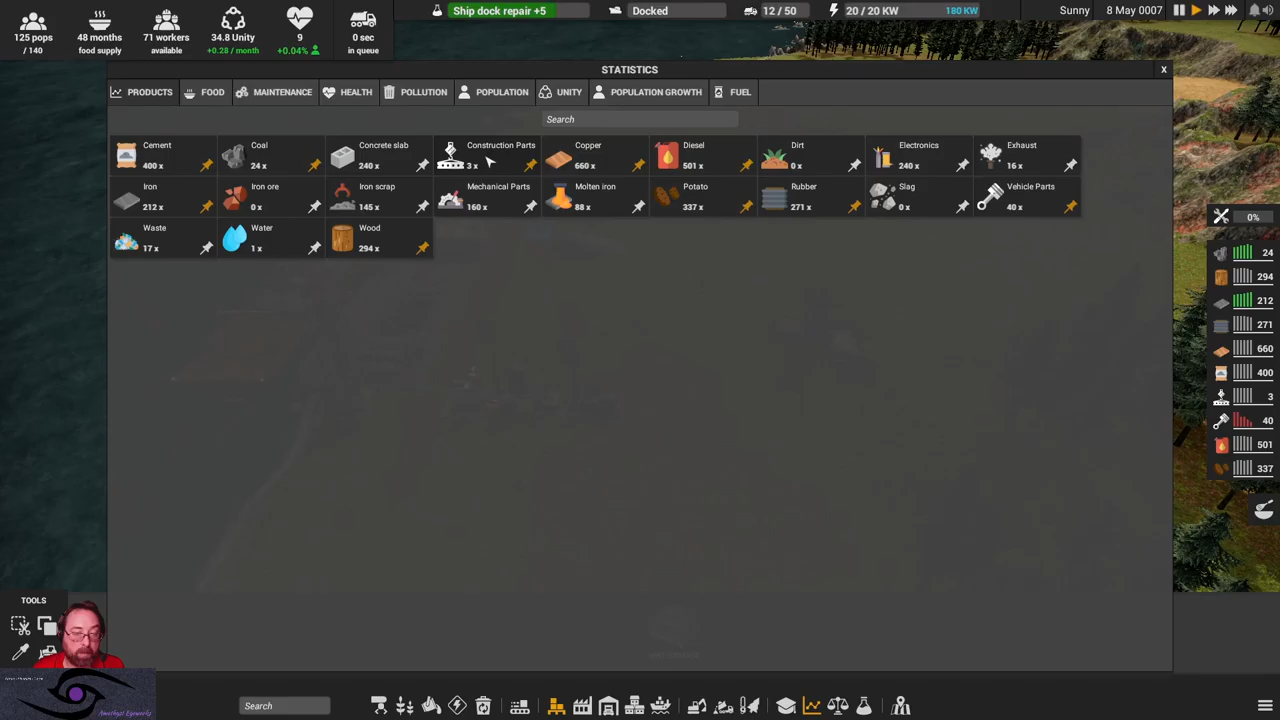 Ship dock repair +5
Docked
12 / 50
20 / 20 KW
180 KW
Sunny
8 May 0007
125 pops
/ 140
48 months
food supply
71 workers
available
34.8 Unity
+0.28 / month
9
+0.04%
0 sec
in queue
STATISTICS
X
PRODUCTS
FOOD
MAINTENANCE
HEALTH
POLLUTION
POPULATION
UNITY
POPULATION GROWTH
FUEL
Search
Cement
400 x
Coal
24 x
Concrete slab
240 x
Construction Parts
3 x
Copper
660 x
Diesel
501 x
Dirt
0 x
Electronics
240 x
Exhaust
16 x
Iron
212 x
Iron ore
0 x
Iron scrap
145 x
Mechanical Parts
160 x
Molten iron
88 x
Potato
337 x
Rubber
271 x
Slag
0 x
Vehicle Parts
40 x
Waste
17 x
Water
1 x
Wood
294 x
0%
24
294
212
271
660
400
3
40
501
337
TOOLS
Amethyst Eyeworks
Search